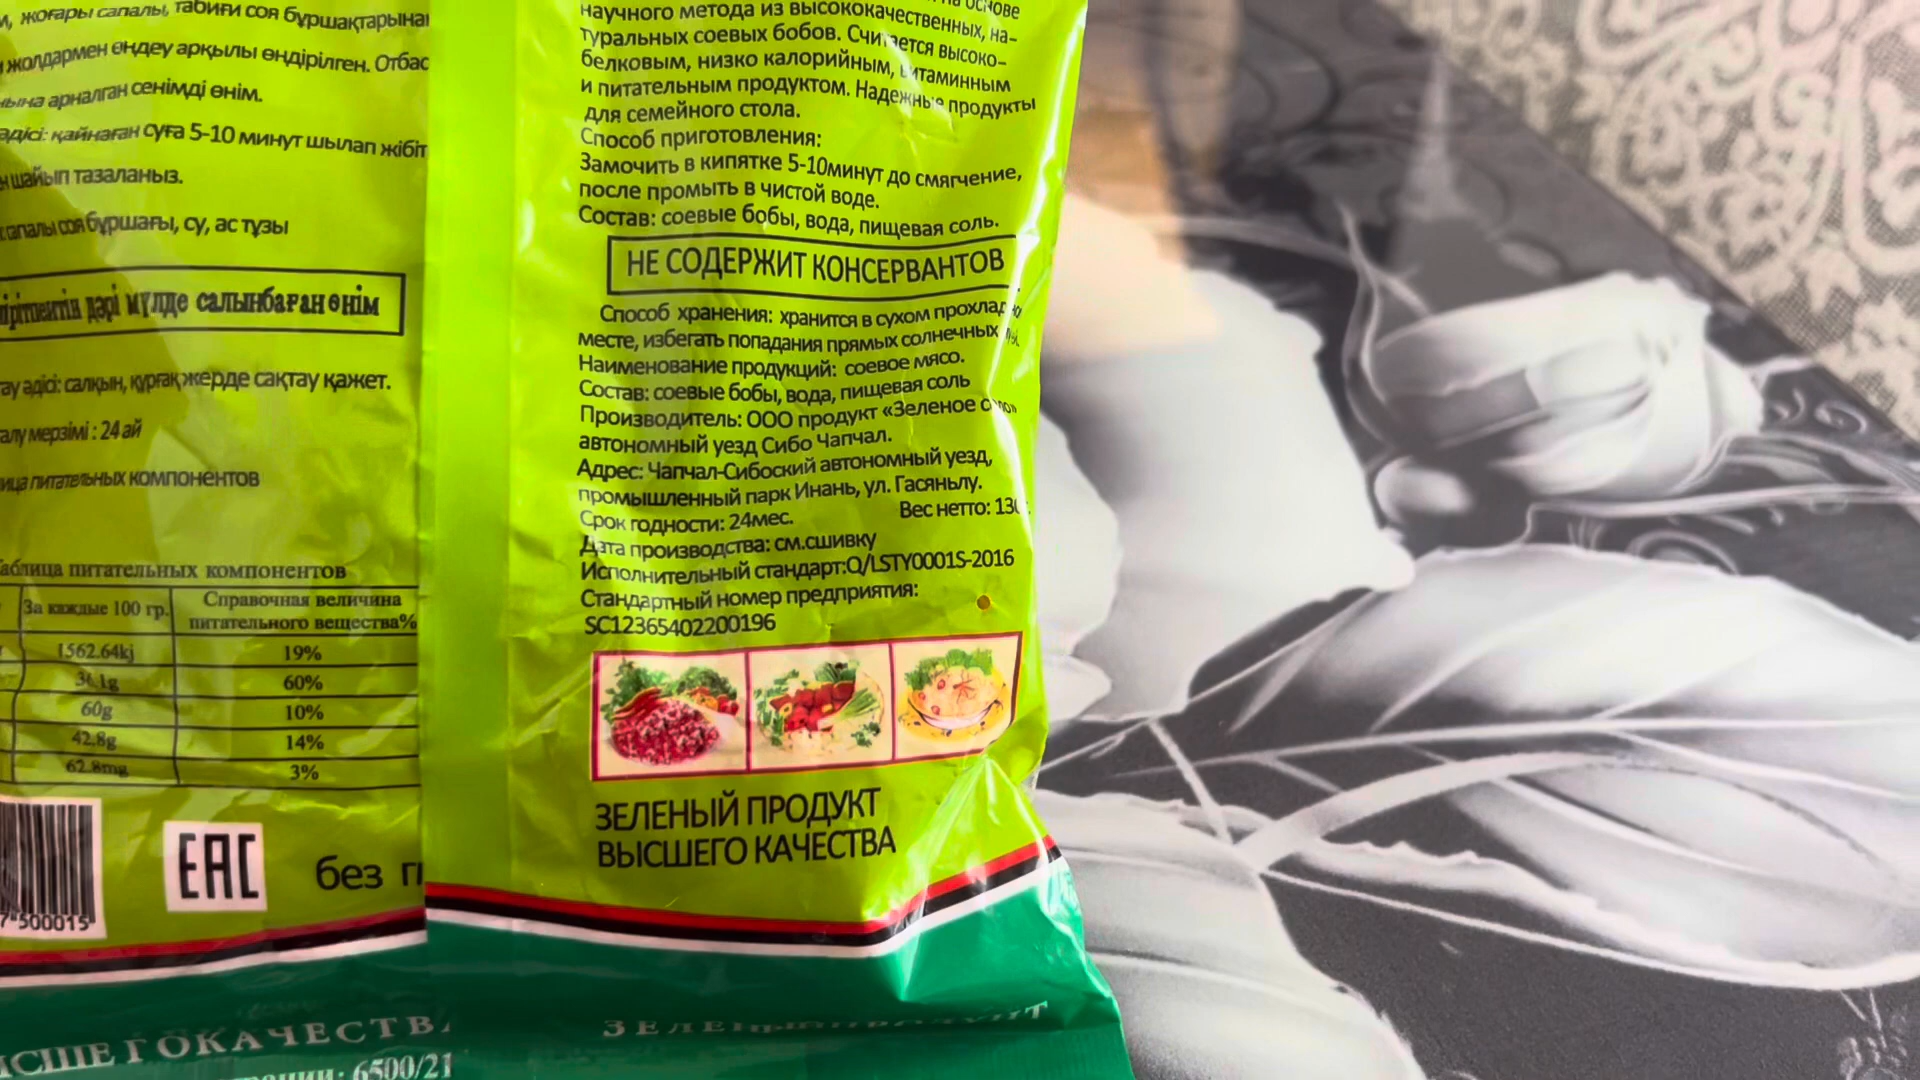 жоғары сапалы, табиғи соя бұршақтарынан
жолдармен өңдеу арқылы өндірілген. Отбас
арналған сенімді өнім.
қайнаған суға 5-10 минут шылап жібіт
шайып тазаланыз.
сапалы соя бұршағы, су, ас тұзы
дәрі мүлде салынбаған өнім
әдісі: салқын, құрғақ жерде сақтау қажет.
мерзімі : 24 ай
питательных компонентов
Таблица питательных компонентов
За каждые 100 гр. Справочная величина
питательного вещества%
1562.64kj 19%
36.1g 60%
60g 10%
42.8g 14%
62.8mg 3%
7 500015
EAC
без
научного метода из высококачественных, на-
туральных соевых бобов. Считается высоко-
белковым, низко калорийным, витаминным
и питательным продуктом. Надежные продукты
для семейного стола.
Способ приготовления:
Замочить в кипятке 5-10минут до смягчение,
после промыть в чистой воде.
Состав: соевые бобы, вода, пищевая соль.
НЕ СОДЕРЖИТ КОНСЕРВАНТОВ
Способ хранения: хранится в сухом
месте, избегать попадания прямых солнечных
Наименование продукций: соевое мясо.
Состав: соевые бобы, вода, пищевая соль
Производитель: ООО продукт «Зеленое
автономный уезд Сибо Чапчал.
Адрес: Чапчал-Сибоский автономный уезд,
промышленный парк Инань, ул. Гасяньлу.
Срок годности: 24мес. Вес нетто:
Дата производства: см.сшивку
Исполнительный стандарт:Q/LSTY0001S-2016
Стандартный номер предприятия:
SC12365402200196
ЗЕЛЕНЫЙ ПРОДУКТ
ВЫСШЕГО КАЧЕСТВА
6500/21